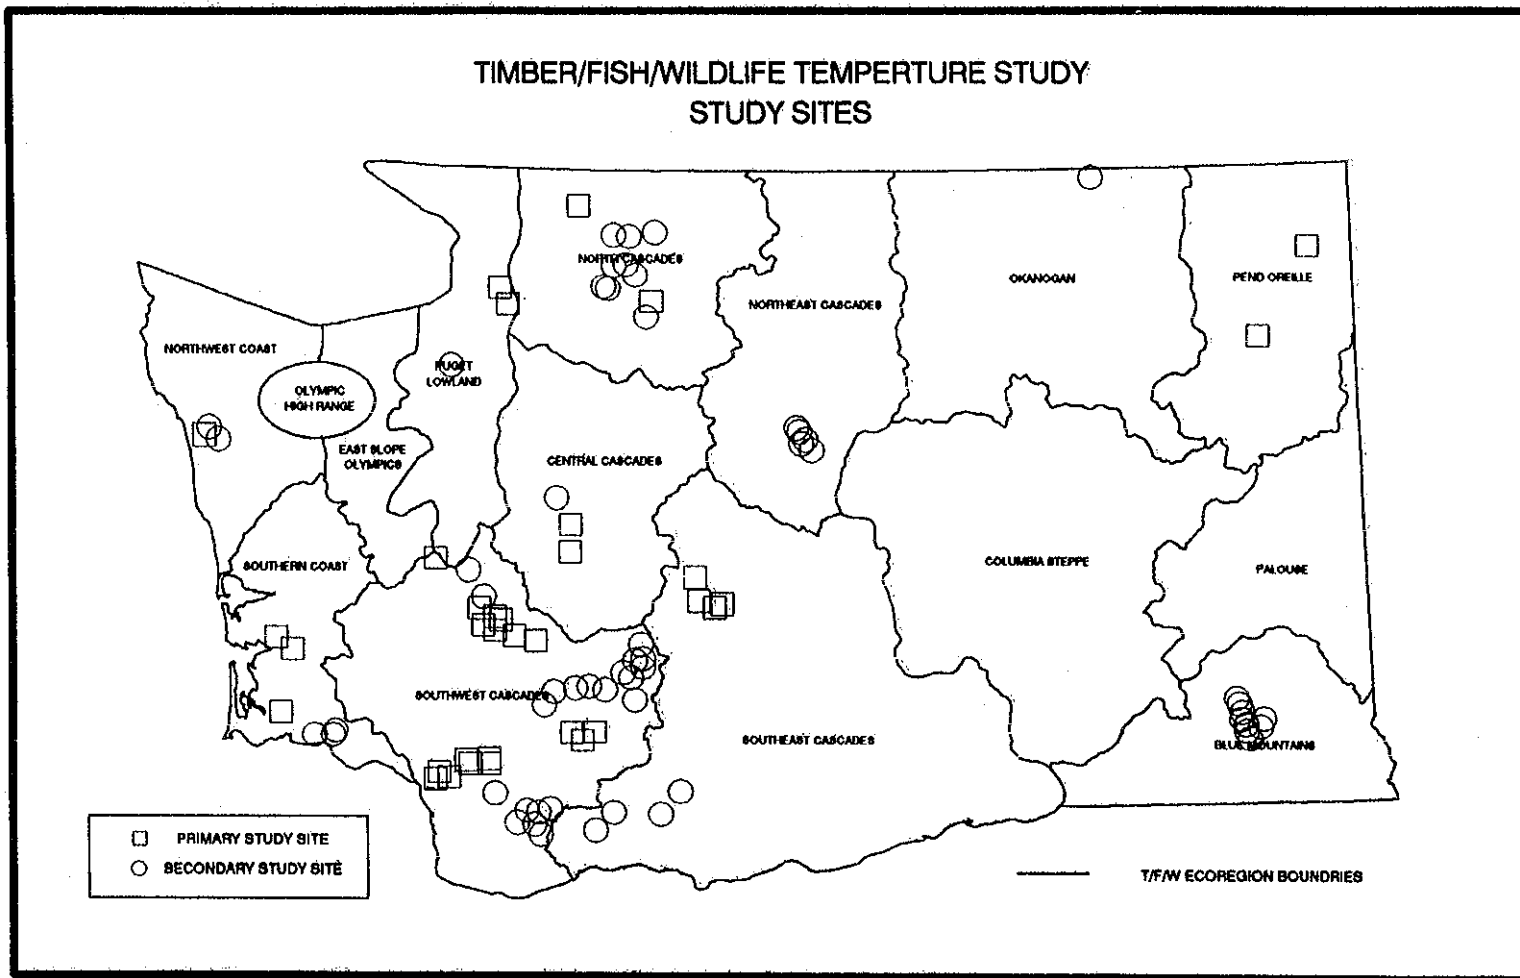 TIMBER/FISH/WILDLIFE TEMPERTURE STUDY
STUDY SITES
NORTH CASCADES
OKANOGAN
PEND OREILLE
NORTHEAST CASCADES
NORTHWEST COAST
PUGET
LOWLAND
OLYMPIC
HIGH RANGE
EAST SLOPE
OLYMPICS
CENTRAL CASCADES
SOUTHERN COAST
COLUMBIA STEPPE
PALOUSE
SOUTHWEST CASCADES
SOUTHEAST CASCADES
BLUE MOUNTAINS
PRIMARY STUDY SITE
SECONDARY STUDY SITE
T/F/W ECOREGION BOUNDRIES